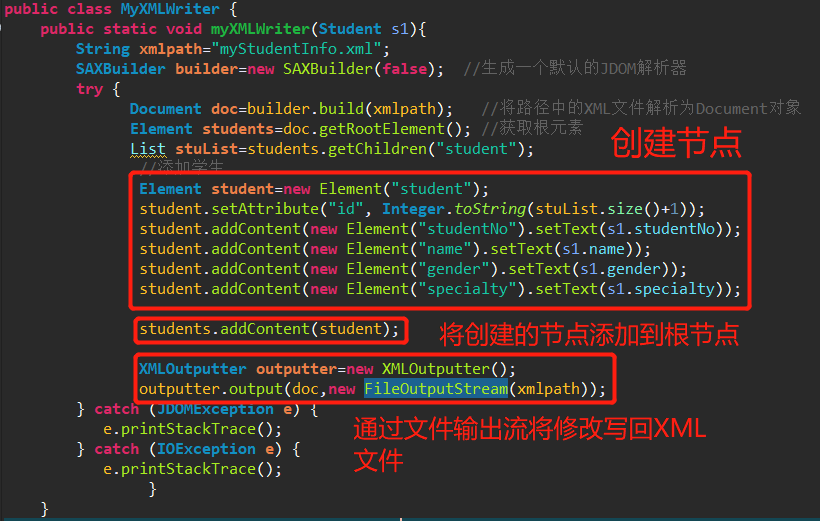 public class MyXMLWriter {
public static void myXMLWriter(Student s1){
String xmlpath="myStudentInfo.xml";
SAXBuilder builder=new SAXBuilder(false);  //生成一个默认的JDOM解析器
try {
Document doc=builder.build(xmlpath);   //将路径中的XML文件解析为Document对象
Element students=doc.getRootElement(); //获取根元素
List stuList=students.getChildren("student");
创建节点
//添加学生
Element student=new Element("student");
student.setAttribute("id", Integer.toString(stuList.size()+1));
student.addContent(new Element("studentNo").setText(s1.studentNo));
student.addContent(new Element("name").setText(s1.name));
student.addContent(new Element("gender").setText(s1.gender));
student.addContent(new Element("specialty").setText(s1.specialty));
students.addContent(student);
将创建的节点添加到根节点
XMLOutputter outputter=new XMLOutputter();
outputter.output(doc,new FileOutputStream(xmlpath));
} catch (JDOMException e) {
e.printStackTrace();
通过文件输出流将修改写回XML
文件
} catch (IOException e) {
e.printStackTrace();
}
}